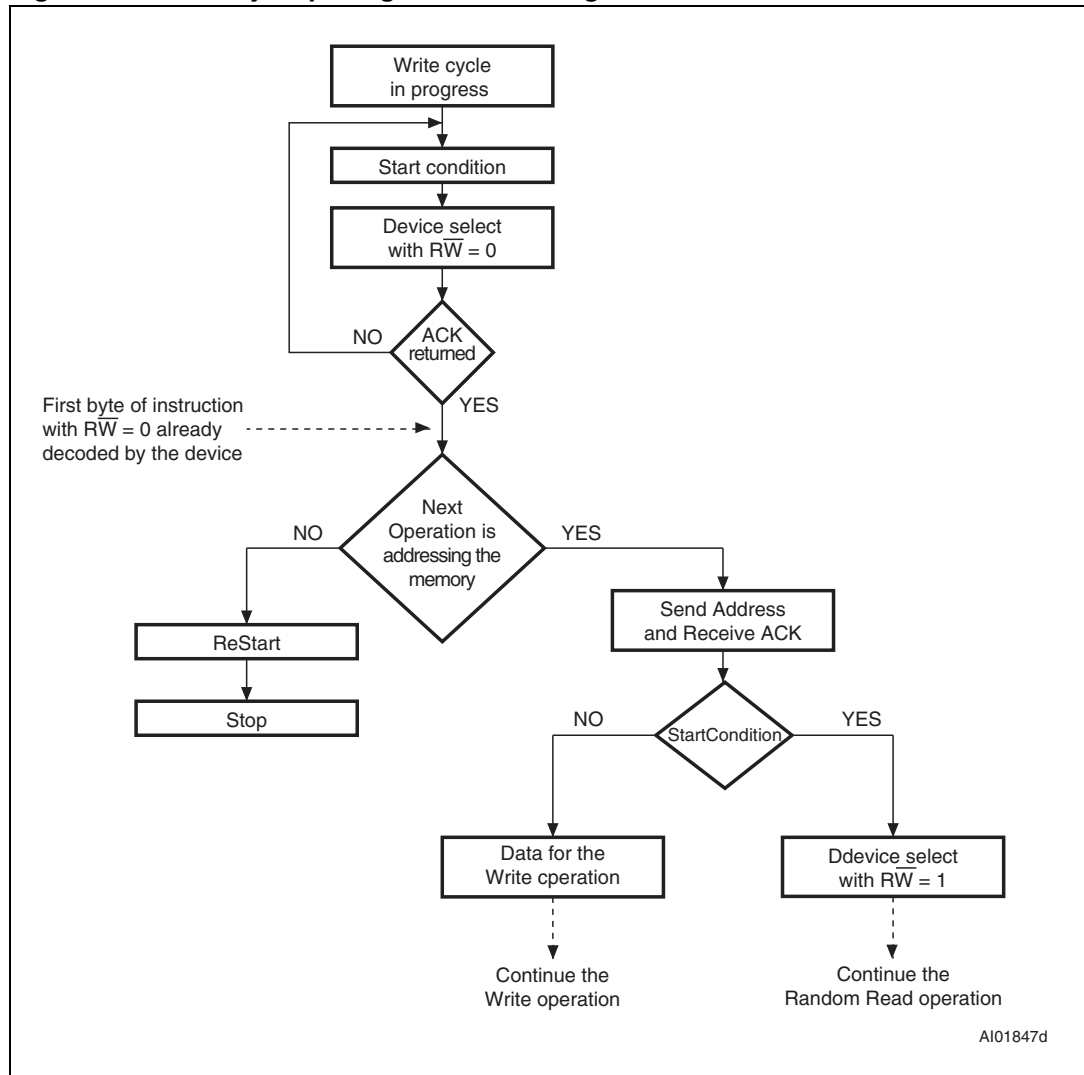 Write cycle
in progress
Start condition
Device select
with RW̅ = 0
NO
ACK
returned
YES
First byte of instruction
with RW̅ = 0 already
decoded by the device
NO
Next
Operation is
addressing the
memory
YES
Send Address
and Receive ACK
ReStart
Stop
NO
StartCondition
YES
Data for the
Write cperation
Ddevice select
with RW̅ = 1
Continue the
Write operation
Continue the
Random Read operation
AI01847d